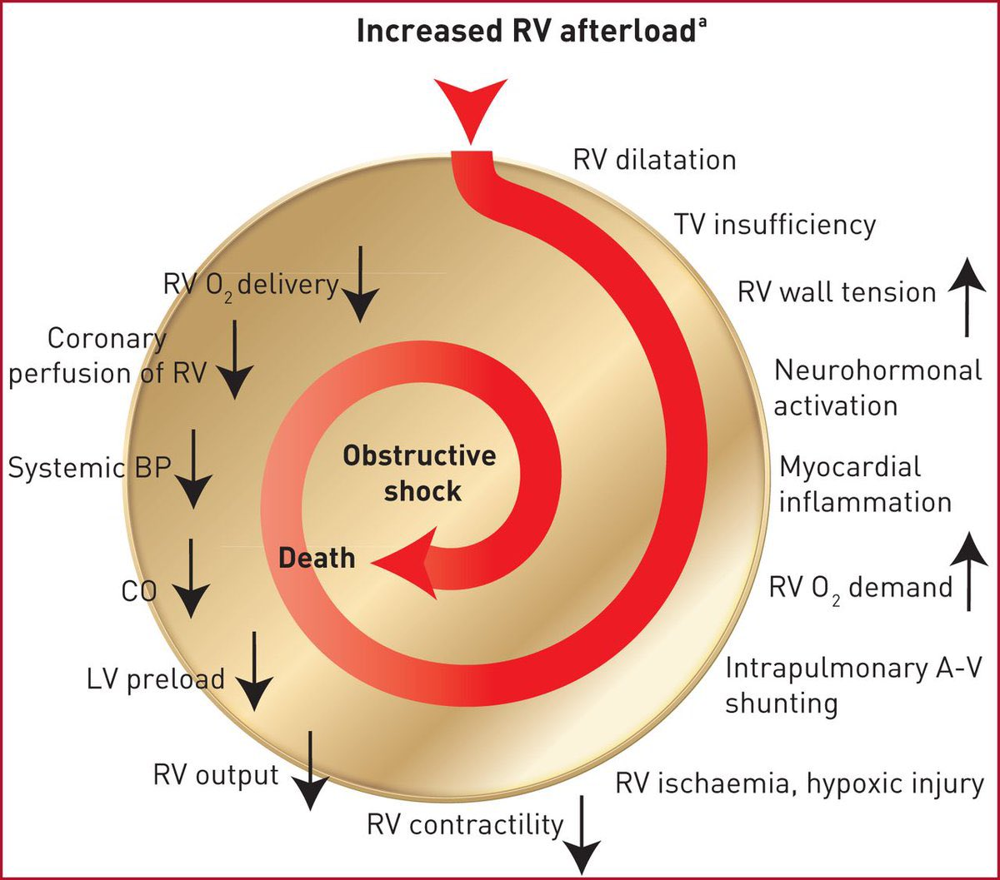 Increased RV afterloadᵃ
RV dilatation
TV insufficiency
RV wall tension
Neurohormonal
activation
Myocardial
inflammation
RV O₂ demand
Intrapulmonary A-V
shunting
RV ischaemia, hypoxic injury
RV contractility
RV output
LV preload
CO
Systemic BP
Coronary
perfusion of RV
RV O₂ delivery
Obstructive
shock
Death